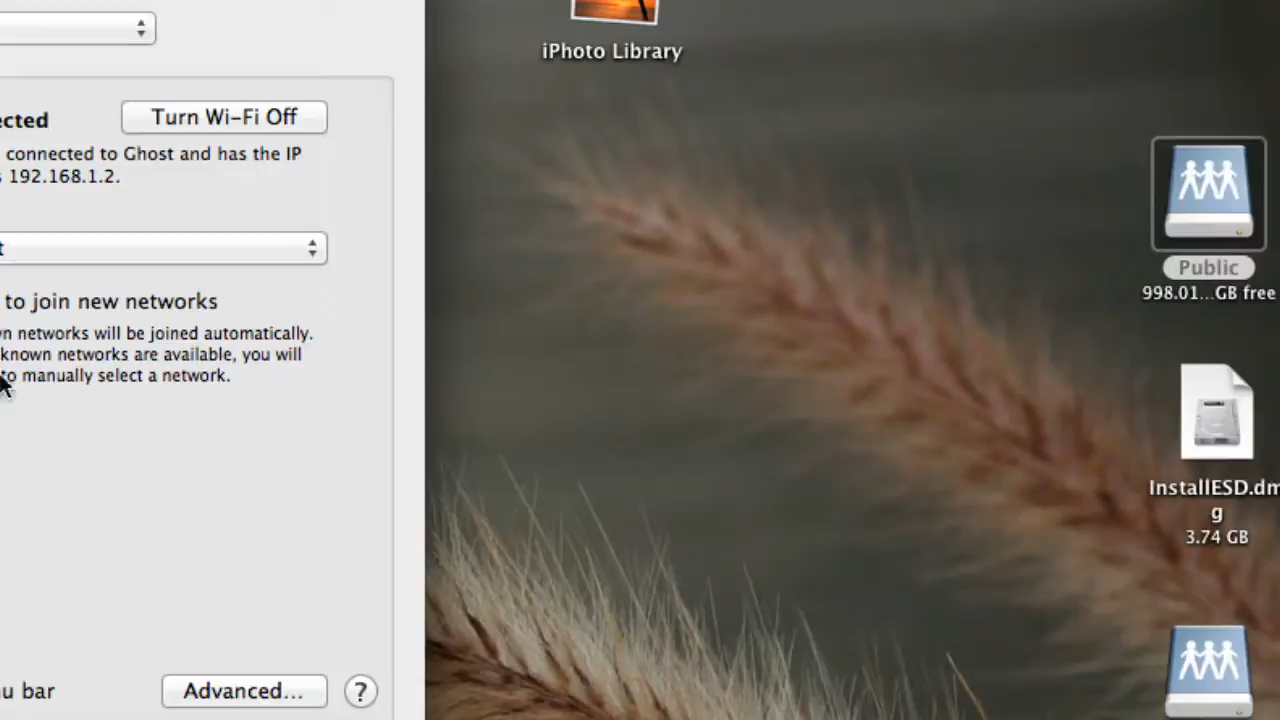 iPhoto Library
ected
Turn Wi-Fi Off
connected to Ghost and has the IP
192.168.1.2.
to join new networks
networks will be joined automatically.
known networks are available, you will
to manually select a network.
Advanced...
?
bar
Public
998.01...GB free
InstallESD.dm
g
3.74 GB